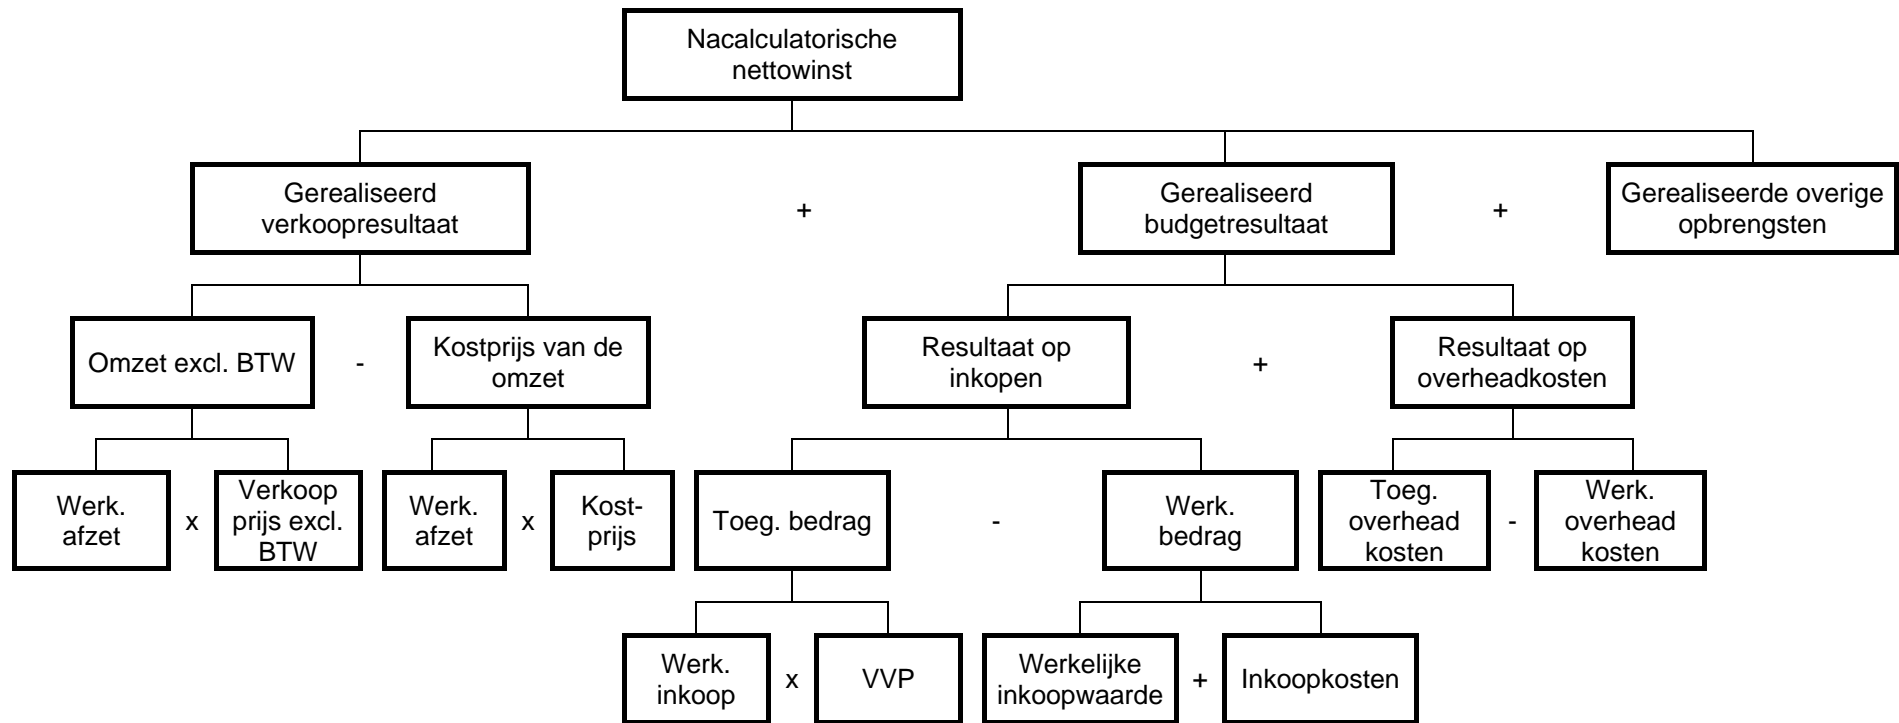 Nacalculatorische
nettowinst
Gerealiseerd
verkoopresultaat
+
Gerealiseerd
budgetresultaat
+
Gerealiseerde overige
opbrengsten
Omzet excl. BTW
-
Kostprijs van de
omzet
Resultaat op
inkopen
+
Resultaat op
overheadkosten
Werk.
afzet
x
Verkoop
prijs excl.
BTW
Werk.
afzet
x
Kost-
prijs
Toeg. bedrag
-
Werk.
bedrag
Toeg.
overhead
kosten
-
Werk.
overhead
kosten
Werk.
inkoop
x
VVP
Werkelijke
inkoopwaarde
+
Inkoopkosten